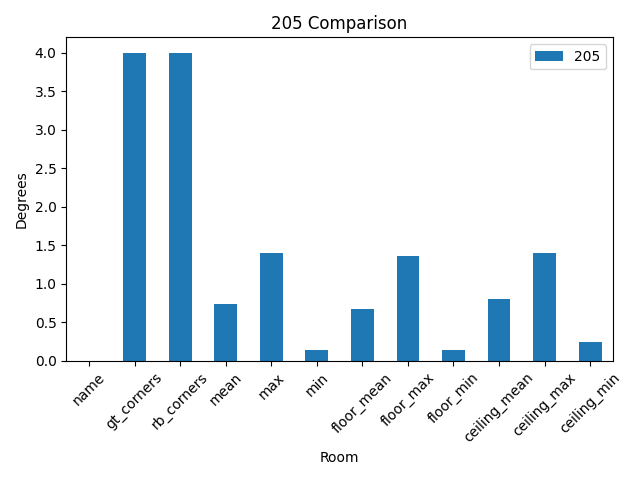 205 Comparison
205
Degrees
4.0
3.5
3.0
2.5
2.0
1.5
1.0
0.5
0.0
name
gt_corners
rb_corners
mean
max
min
floor_mean
floor_max
floor_min
ceiling_mean
ceiling_max
ceiling_min
Room